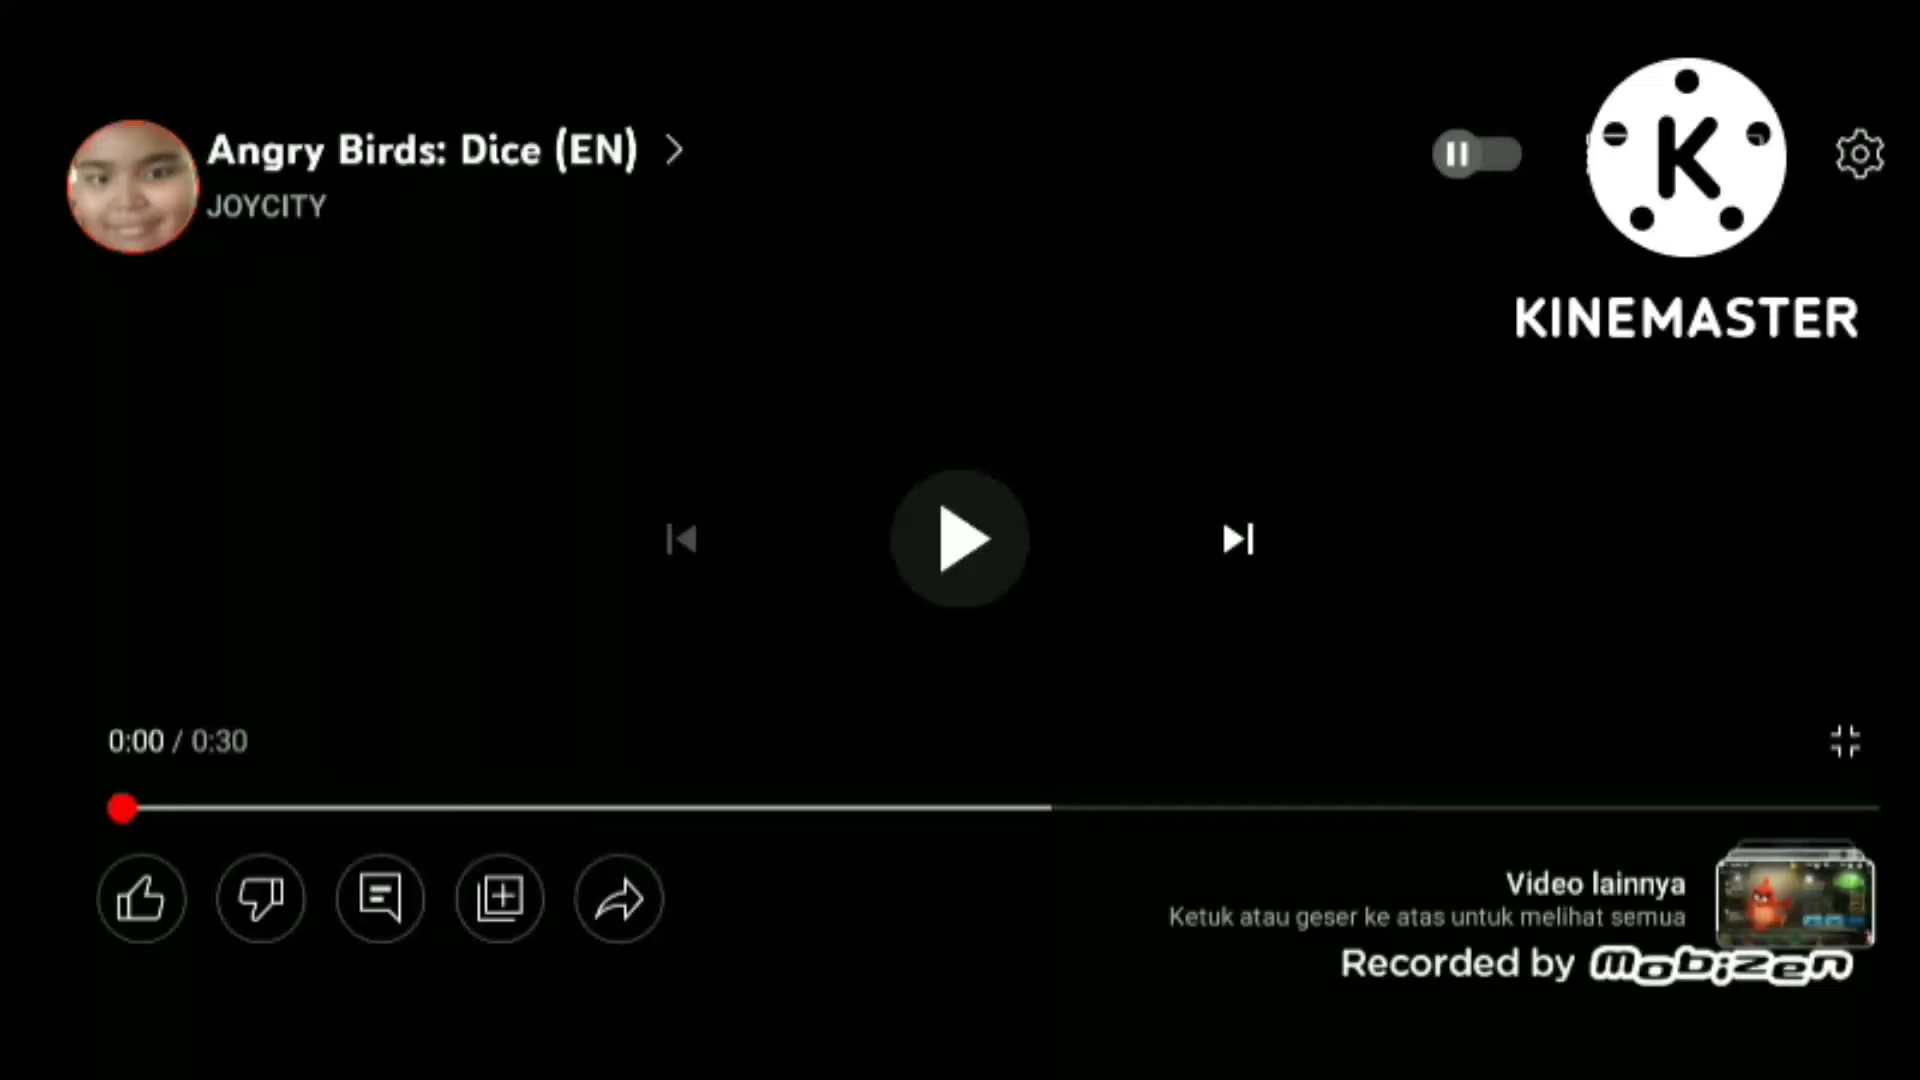 Angry Birds: Dice (EN)
JOYCITY
K
KINEMASTER
0:00 / 0:30
Video lainnya
Ketuk atau geser ke atas untuk melihat semua
Recorded by mobizen